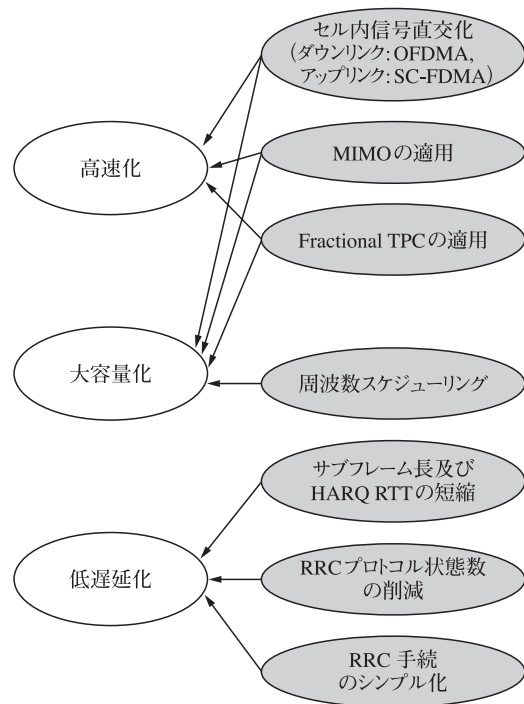 セル内信号直交化
(ダウンリンク:OFDMA,
アップリンク:SC-FDMA)
高速化
MIMOの適用
Fractional TPCの適用
大容量化
周波数スケジューリング
サブフレーム長及び
HARQ RTTの短縮
低遅延化
RRCプロトコル状態数
の削減
RRC 手続
のシンプル化